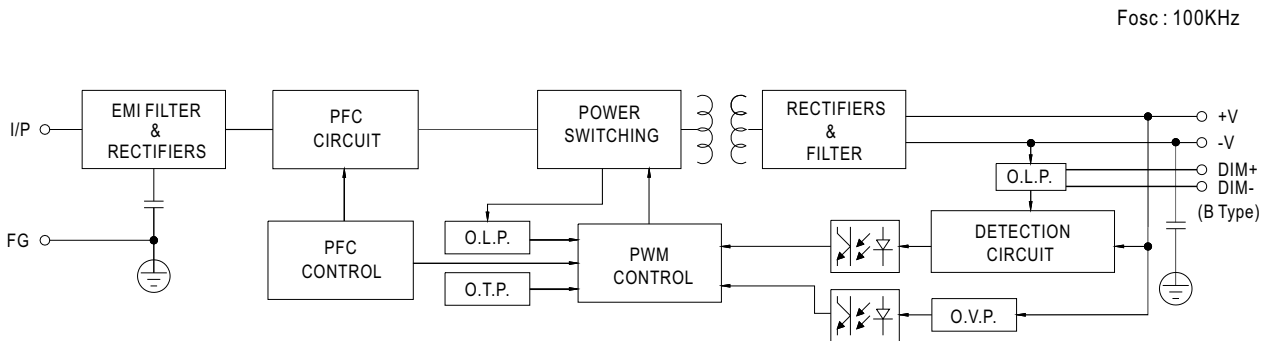 Fosc : 100KHz
I/P
EMI FILTER
&
RECTIFIERS
PFC
CIRCUIT
POWER
SWITCHING
RECTIFIERS
&
FILTER
+V
-V
DIM+
DIM-
(B Type)
O.L.P.
FG
PFC
CONTROL
O.L.P.
O.T.P.
PWM
CONTROL
DETECTION
CIRCUIT
O.V.P.